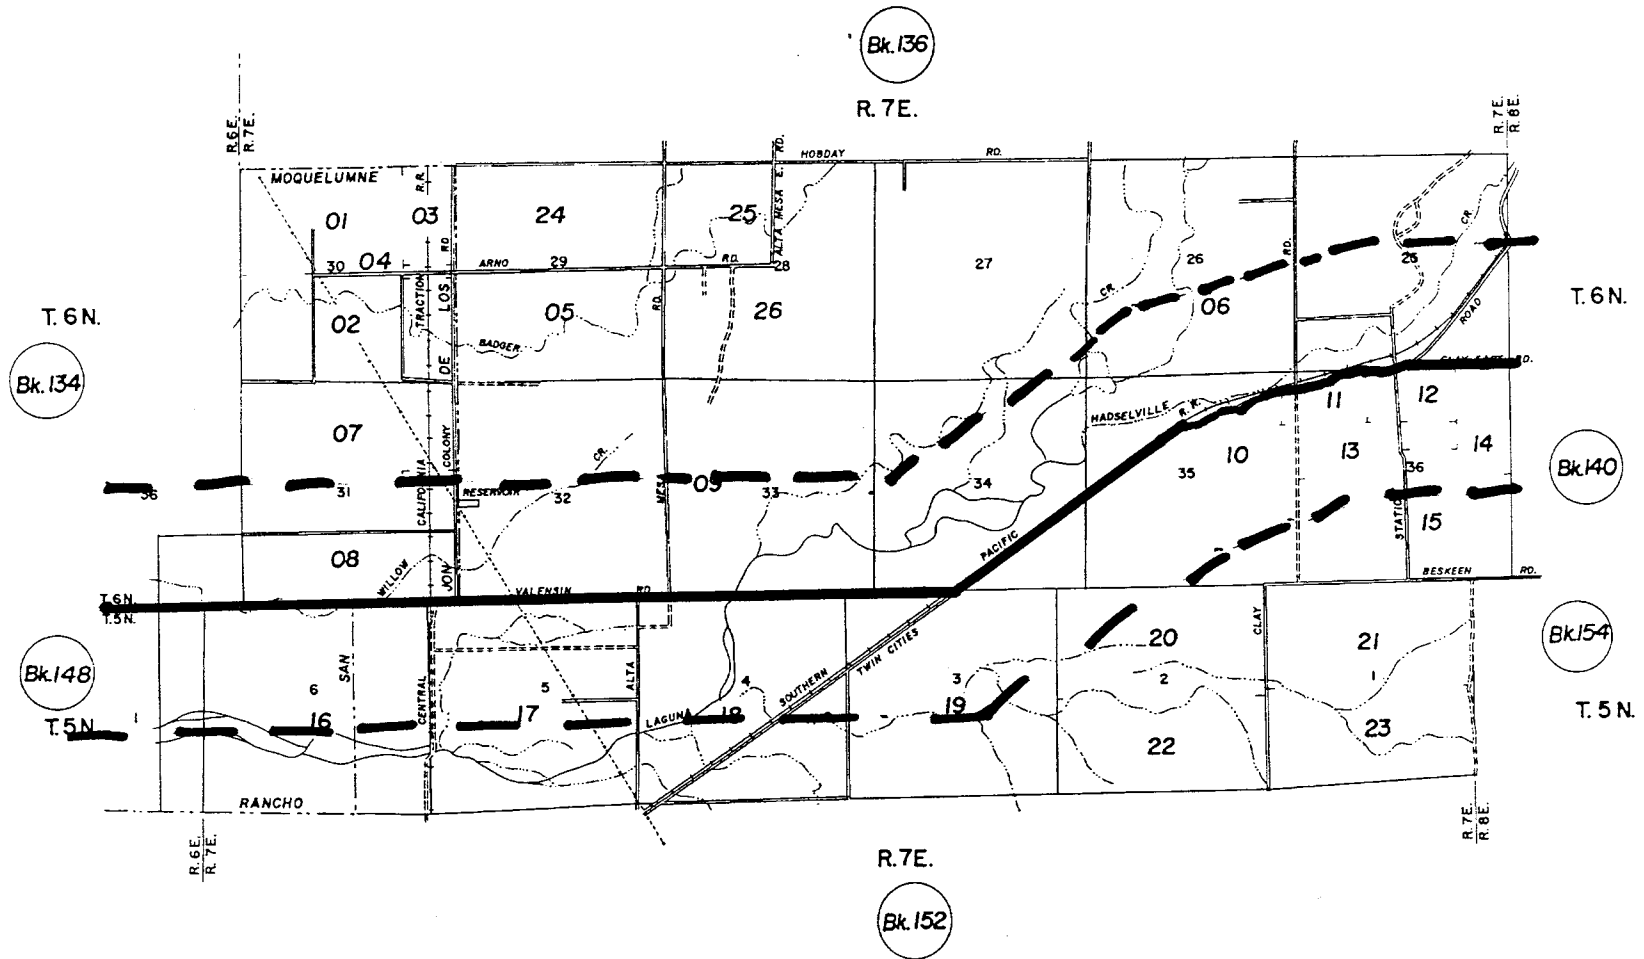 Bk.136
R. 7E.
R.6E.
R.7E.
R.7E.
R.8E.
HOBDAY RD.
MOQUELUMNE
R.R.
ALTA MESA E. RD.
01
03
24
25
04
30
ARNO
29
RD.
28
27
26
RD.
CR.
25
T. 6 N.
T. 6N.
02
TRACTION
LOS
RD
05
RD.
26
CR.
06
ROAD
BADGER
DE
Bk.134
CLAY EAST RD.
HADSELVILLE
R.R.
11
12
07
COLONY
CR.
10
13
14
36
31
CALIFORNIA
RESERVOIR
32
MESA
09
33
34
35
36
Bk.140
STATION
15
08
WILLOW
JON
PACIFIC
BESKEEN RD.
T. 6N.
T. 5N.
VALENSIN RD
Bk.148
SAN
6
CENTRAL
5
ALTA
4
SOUTHERN
TWIN CITIES
3
20
CLAY
2
21
1
Bk.154
T. 5N
1
16
17
LAGUNA
18
19
22
23
T. 5 N.
RANCHO
R.6E.
R.7E.
R.7E.
R.8E.
R.7E.
Bk.152